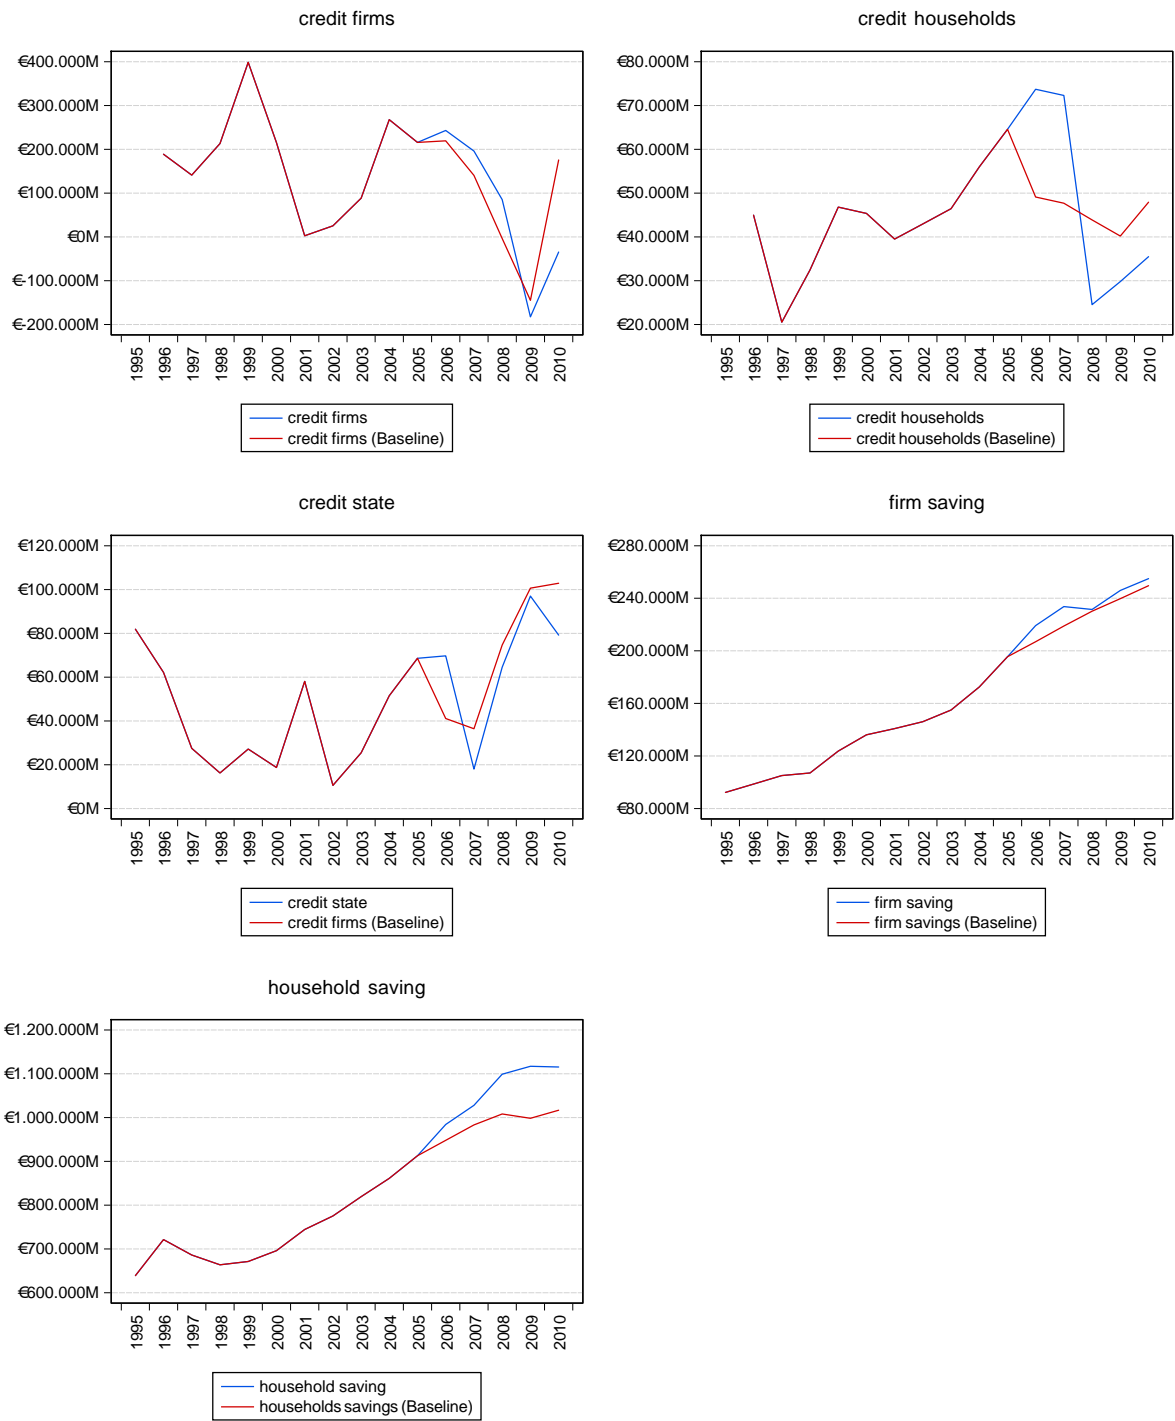 credit firms
€400.000M
€300.000M
€200.000M
€100.000M
€0M
€-100.000M
€-200.000M
1995
1996
1997
1998
1999
2000
2001
2002
2003
2004
2005
2006
2007
2008
2009
2010
credit firms
credit firms (Baseline)
credit households
€80.000M
€70.000M
€60.000M
€50.000M
€40.000M
€30.000M
€20.000M
1995
1996
1997
1998
1999
2000
2001
2002
2003
2004
2005
2006
2007
2008
2009
2010
credit households
credit households (Baseline)
credit state
€120.000M
€100.000M
€80.000M
€60.000M
€40.000M
€20.000M
€0M
1995
1996
1997
1998
1999
2000
2001
2002
2003
2004
2005
2006
2007
2008
2009
2010
credit state
credit firms (Baseline)
firm saving
€280.000M
€240.000M
€200.000M
€160.000M
€120.000M
€80.000M
1995
1996
1997
1998
1999
2000
2001
2002
2003
2004
2005
2006
2007
2008
2009
2010
firm saving
firm savings (Baseline)
household saving
€1.200.000M
€1.100.000M
€1.000.000M
€900.000M
€800.000M
€700.000M
€600.000M
1995
1996
1997
1998
1999
2000
2001
2002
2003
2004
2005
2006
2007
2008
2009
2010
household saving
households savings (Baseline)